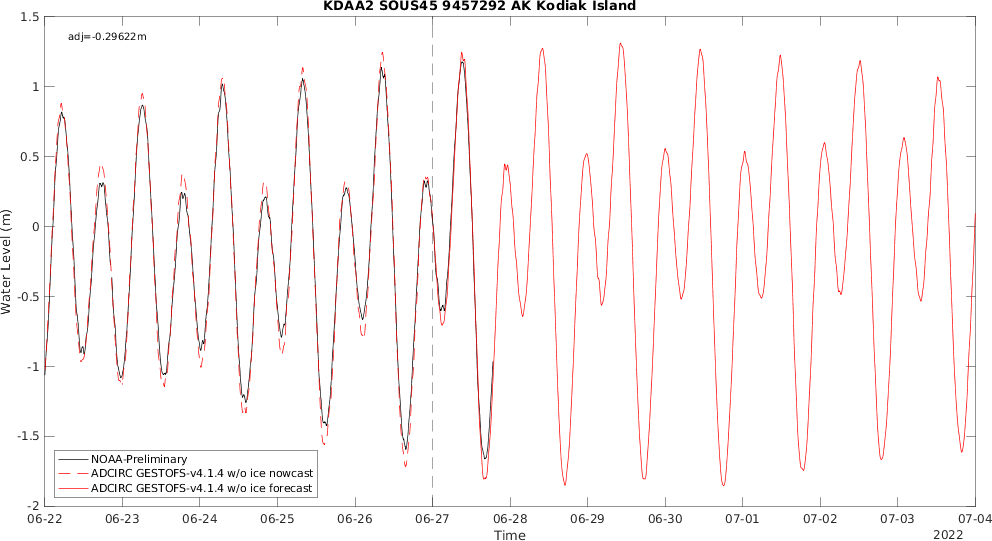 KDAA2 SOUS45 9457292 AK Kodiak Island
adj=-0.29622m
1.5
1
0.5
0
-0.5
-1
-1.5
-2
Water Level (m)
NOAA-Preliminary
ADCIRC GESTOFS-v4.1.4 w/o ice nowcast
ADCIRC GESTOFS-v4.1.4 w/o ice forecast
06-22 06-23 06-24 06-25 06-26 06-27 06-28 06-29 06-30 07-01 07-02 07-03 07-04
Time
2022